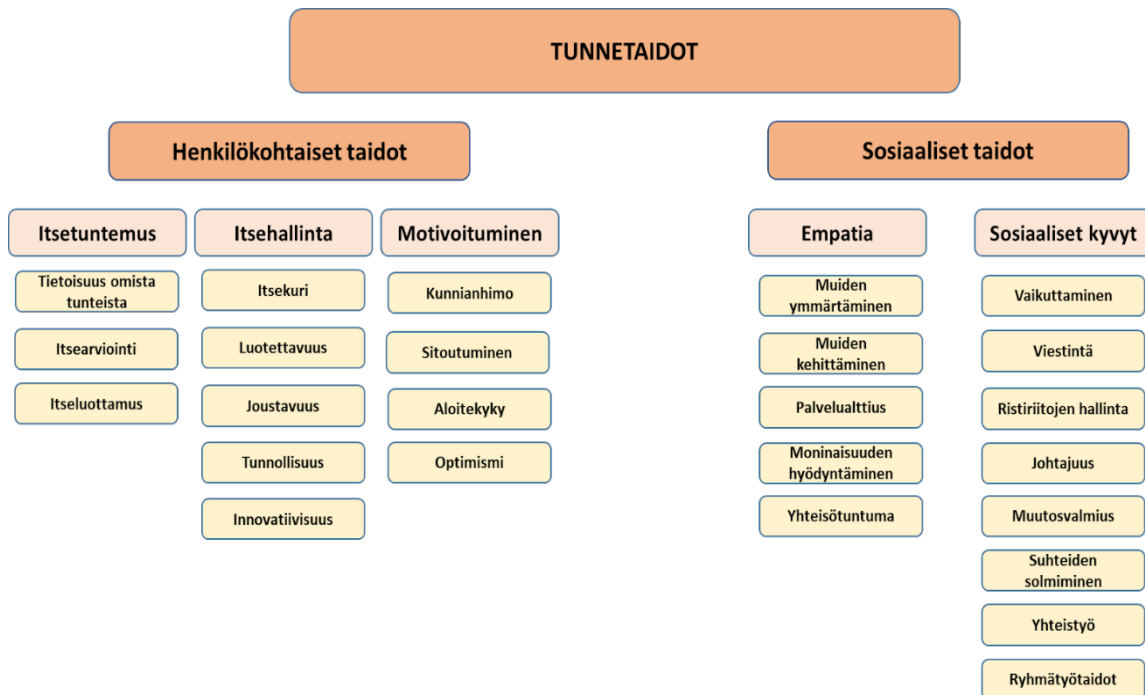 TUNNETAIDOT
Henkilökohtaiset taidot
Sosiaaliset taidot
Itsetuntemus
Itsehallinta
Motivoituminen
Empatia
Sosiaaliset kyvyt
Tietoisuus omista
tunteista
Itsearviointi
Itseluottamus
Itsekuri
Luotettavuus
Joustavuus
Tunnollisuus
Innovatiivisuus
Kunnianhimo
Sitoutuminen
Aloitekyky
Optimismi
Muiden
ymmärtäminen
Muiden
kehittäminen
Palvelualttius
Moninaisuuden
hyödyntäminen
Yhteisötuntuma
Vaikuttaminen
Viestintä
Ristiriitojen hallinta
Johtajuus
Muutosvalmius
Suhteiden
solmiminen
Yhteistyö
Ryhmätyötaidot